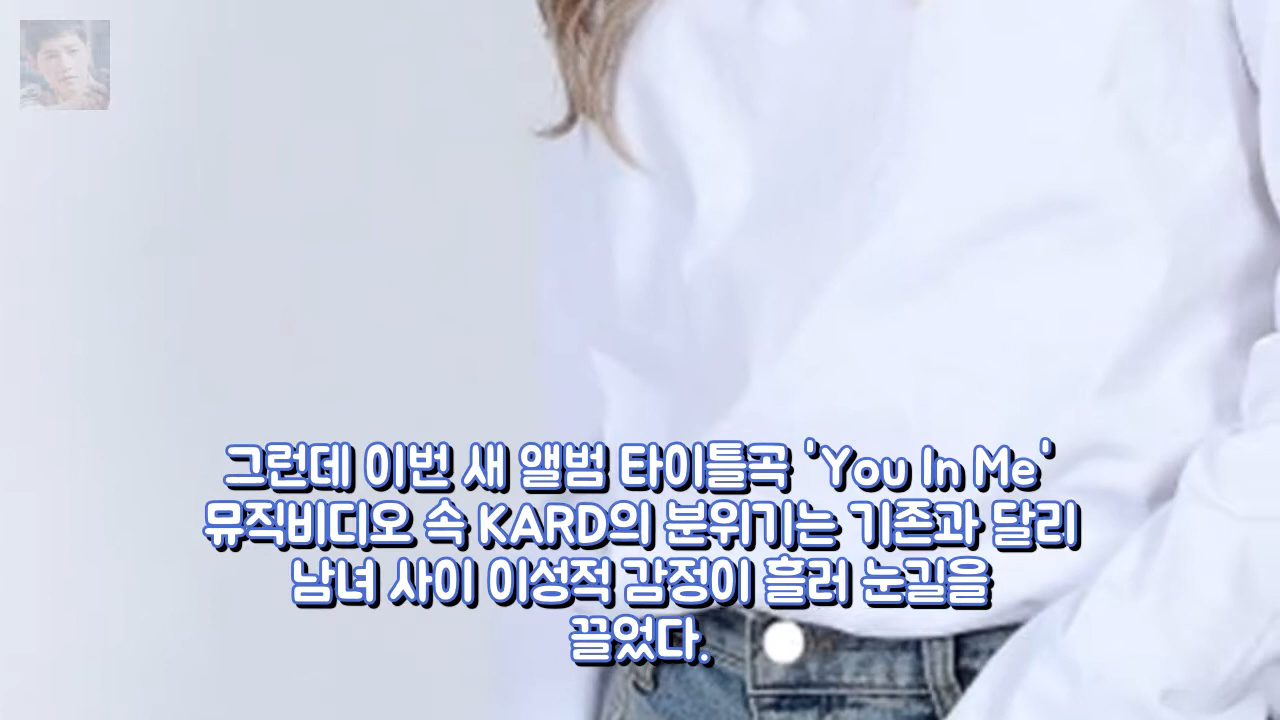 그런데 이번 새 앨범 타이틀곡 'You In Me'
뮤직비디오 속 KARD의 분위기는 기존과 달리
남녀 사이 이성적 감정이 흘러 눈길을
끌었다.